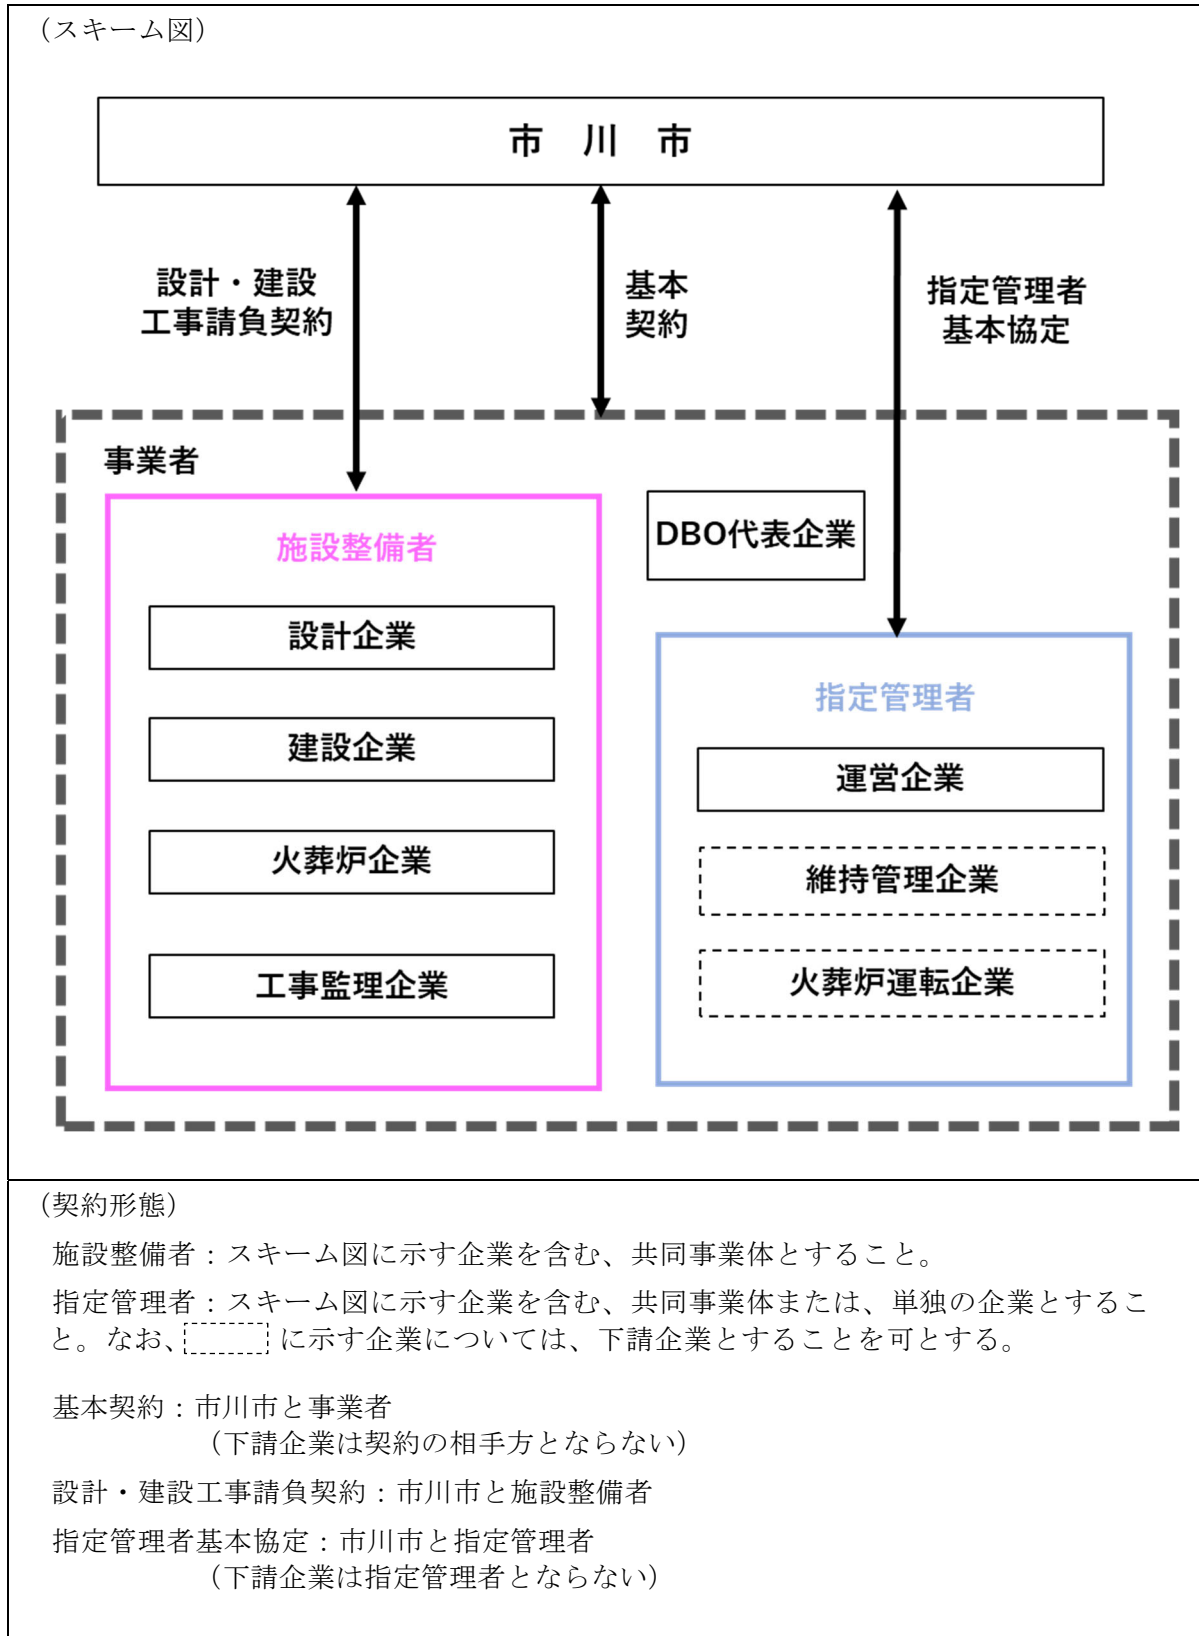 （スキーム図）
市　川　市
設計・建設
工事請負契約
基本
契約
指定管理者
基本協定
事業者
施設整備者
設計企業
建設企業
火葬炉企業
工事監理企業
DBO代表企業
指定管理者
運営企業
維持管理企業
火葬炉運転企業
（契約形態）
施設整備者：スキーム図に示す企業を含む、共同事業体とすること。
指定管理者：スキーム図に示す企業を含む、共同事業体または、単独の企業とするこ
と。なお、に示す企業については、下請企業とすることを可とする。
基本契約：市川市と事業者
（下請企業は契約の相手方とならない）
設計・建設工事請負契約：市川市と施設整備者
指定管理者基本協定：市川市と指定管理者
（下請企業は指定管理者とならない）